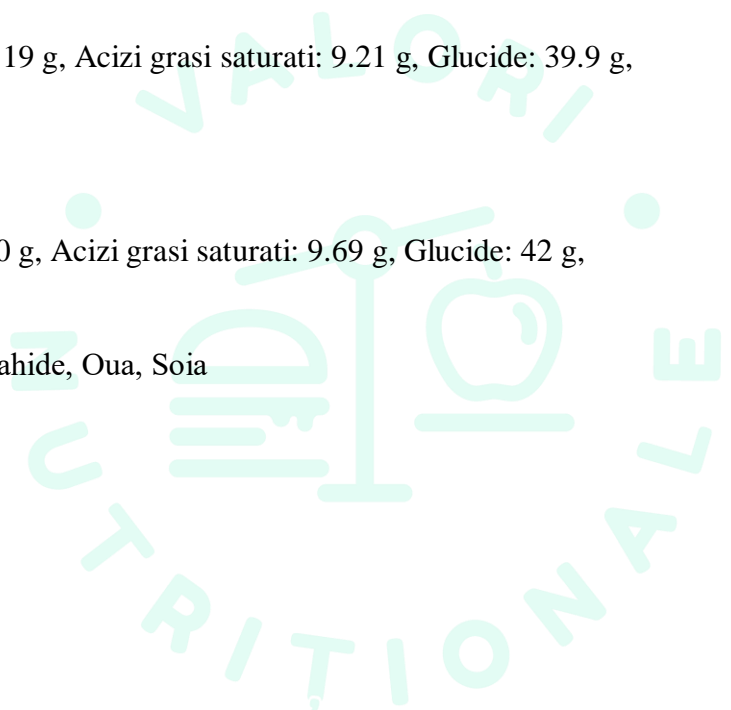 19 g, Acizi grasi saturati: 9.21 g, Glucide: 39.9 g,
0 g, Acizi grasi saturati: 9.69 g, Glucide: 42 g,
ahide, Oua, Soia
VALORI
NUTRIȚIONALE